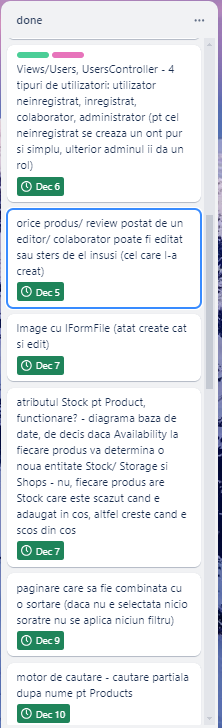 done
Views/Users, UsersController - 4
tipuri de utilizatori: utilizator
neinregistrat, inregistrat,
colaborator, administrator (pt cel
neinregistrat se creaza un ont pur
si simplu, ulterior adminul ii da un
rol)
Dec 6
orice produs/ review postat de un
editor/ colaborator poate fi editat
sau sters de el insusi (cel care l-a
creat)
Dec 5
Image cu IFormFile (atat create cat
si edit)
Dec 7
atributul Stock pt Product,
functionare? - diagrama baza de
date, de decis daca Availability la
fiecare produs va determina o
noua entitate Stock/ Storage si
Shops - nu, fiecare produs are
Stock care este scazut cand e
adaugat in cos, altfel creste cand e
scos din cos
Dec 7
paginare care sa fie combinata cu
o sortare (daca nu e selectata nicio
soratre nu se aplica niciun filtru)
Dec 9
motor de cautare - cautare partiala
dupa nume pt Products
Dec 10